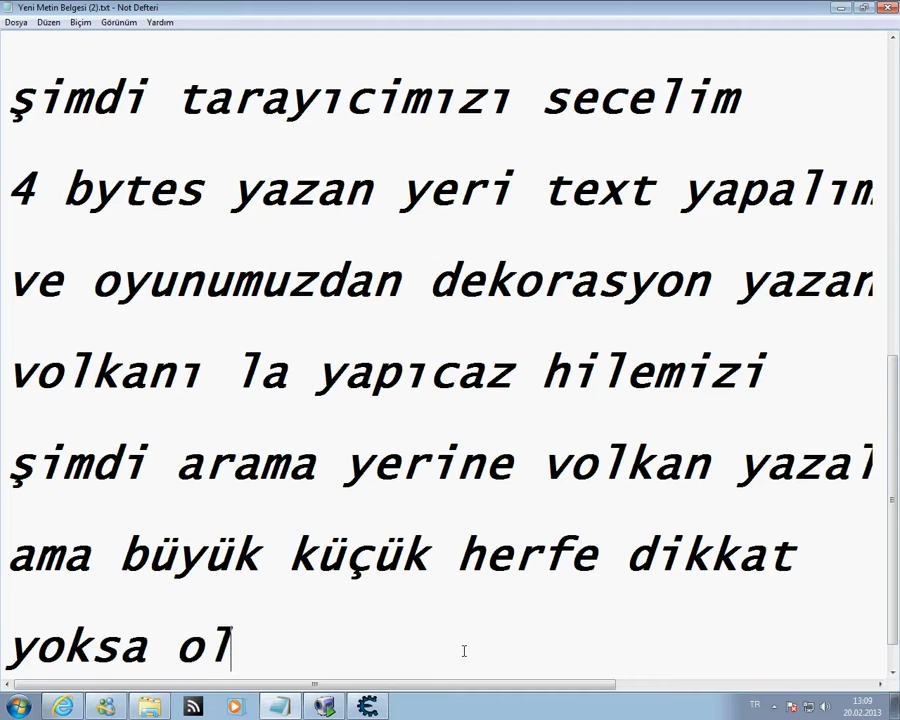 Yeni Metin Belgesi (2).txt - Not Defteri
Dosya Düzen Biçim Görünüm Yardım
şimdi tarayıcimızı secelim
4 bytes yazan yeri text yapalım
ve oyunumuzdan dekorasyon yazan
volkanı la yapıcaz hilemizi
şimdi arama yerine volkan yazal
ama büyük küçük herfe dikkat
yoksa ol
TR
13:09
20.02.2013